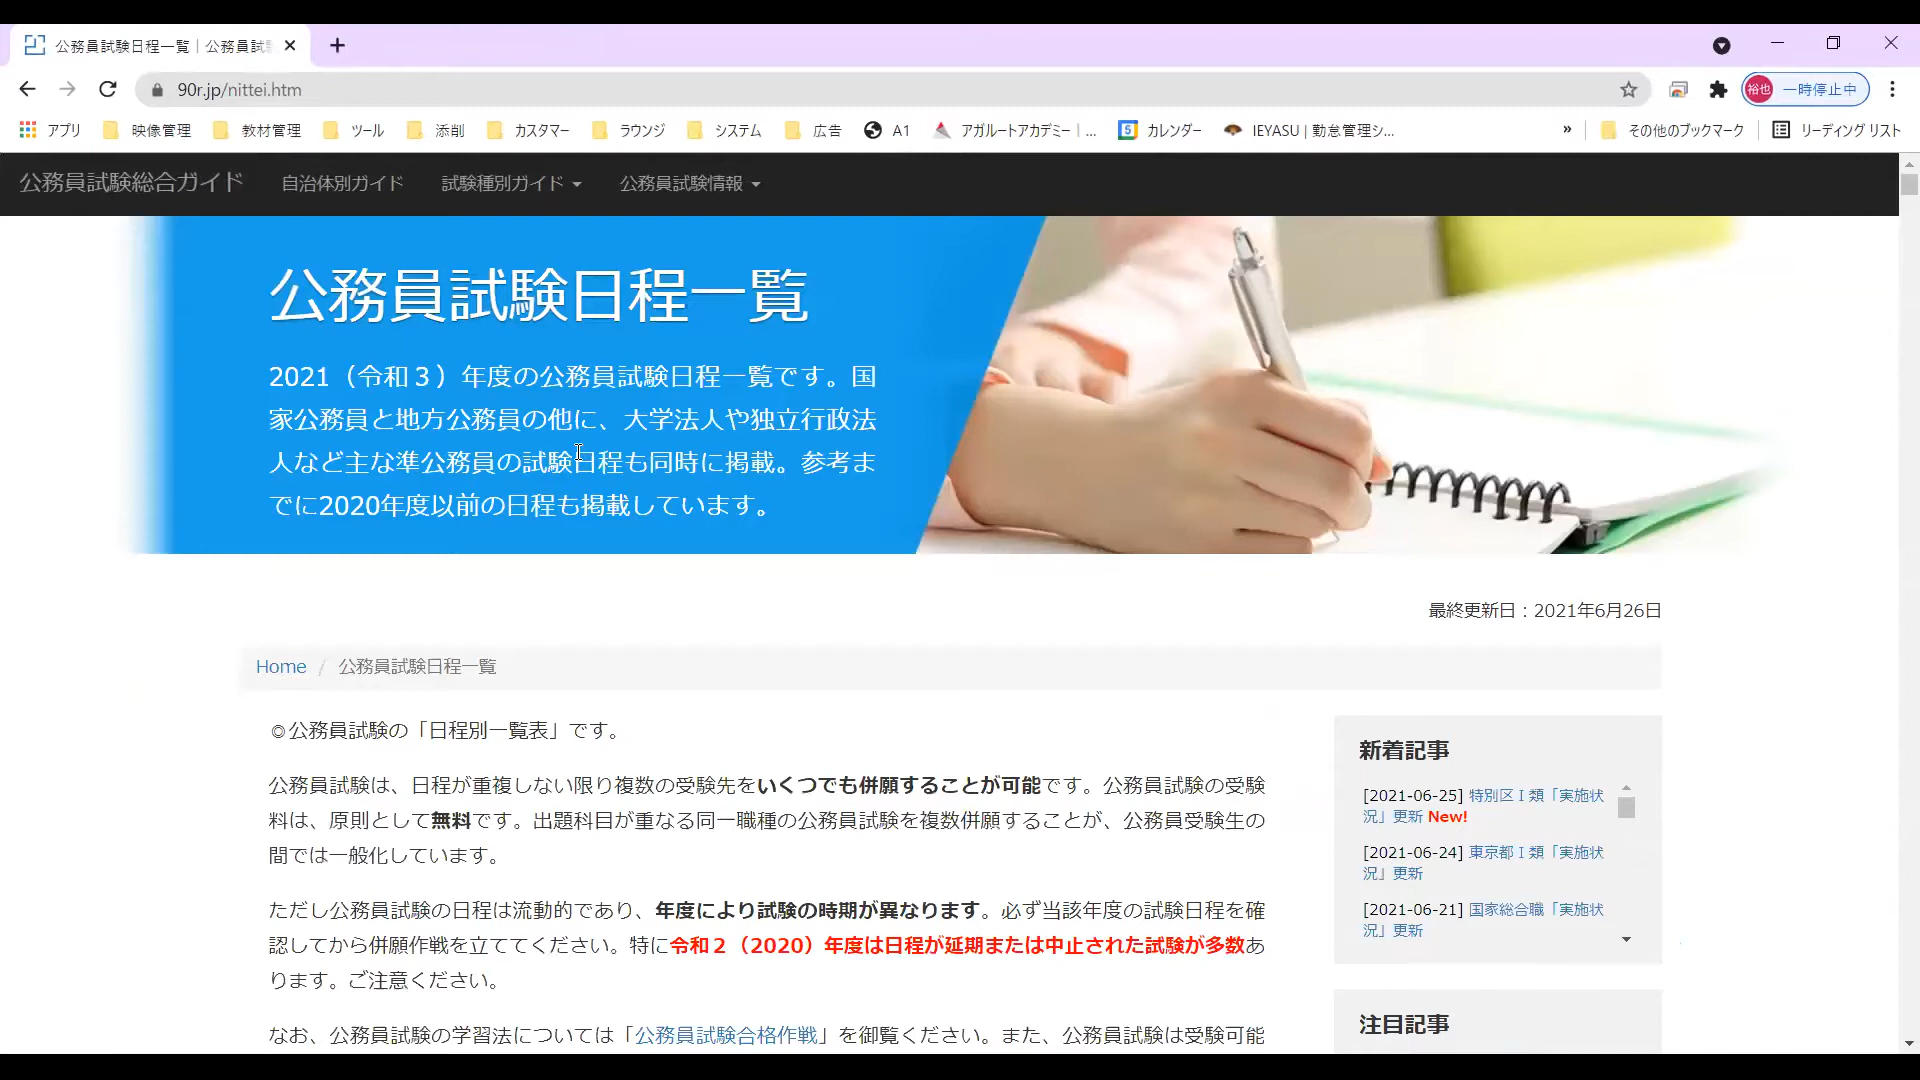 公務員試験日程一覧｜公務員試
90r.jp/nittei.htm
裕也 一時停止中
アプリ 映像管理 教材管理 ツール 添削 カスタマー ラウンジ システム 広告 A1 アガルートアカデミー｜... 5 カレンダー IEYASU | 勤怠管理シ... » その他のブックマーク リーディング リスト
公務員試験総合ガイド 自治体別ガイド 試験種別ガイド 公務員試験情報
公務員試験日程一覧
2021（令和３）年度の公務員試験日程一覧です。国
家公務員と地方公務員の他に、大学法人や独立行政法
人など主な準公務員の試験日程も同時に掲載。参考ま
でに2020年度以前の日程も掲載しています。
最終更新日：2021年6月26日
Home / 公務員試験日程一覧
◎公務員試験の「日程別一覧表」です。
公務員試験は、日程が重複しない限り複数の受験先をいくつでも併願することが可能です。公務員試験の受験
料は、原則として無料です。出題科目が重なる同一職種の公務員試験を複数併願することが、公務員受験生の
間では一般化しています。
ただし公務員試験の日程は流動的であり、年度により試験の時期が異なります。必ず当該年度の試験日程を確
認してから併願作戦を立ててください。特に令和２（2020）年度は日程が延期または中止された試験が多数あ
ります。ご注意ください。
なお、公務員試験の学習法については「公務員試験合格作戦」を御覧ください。また、公務員試験は受験可能
新着記事
[2021-06-25] 特別区Ⅰ類「実施状
況」更新 New!
[2021-06-24] 東京都Ⅰ類「実施状
況」更新
[2021-06-21] 国家総合職「実施状
況」更新
注目記事